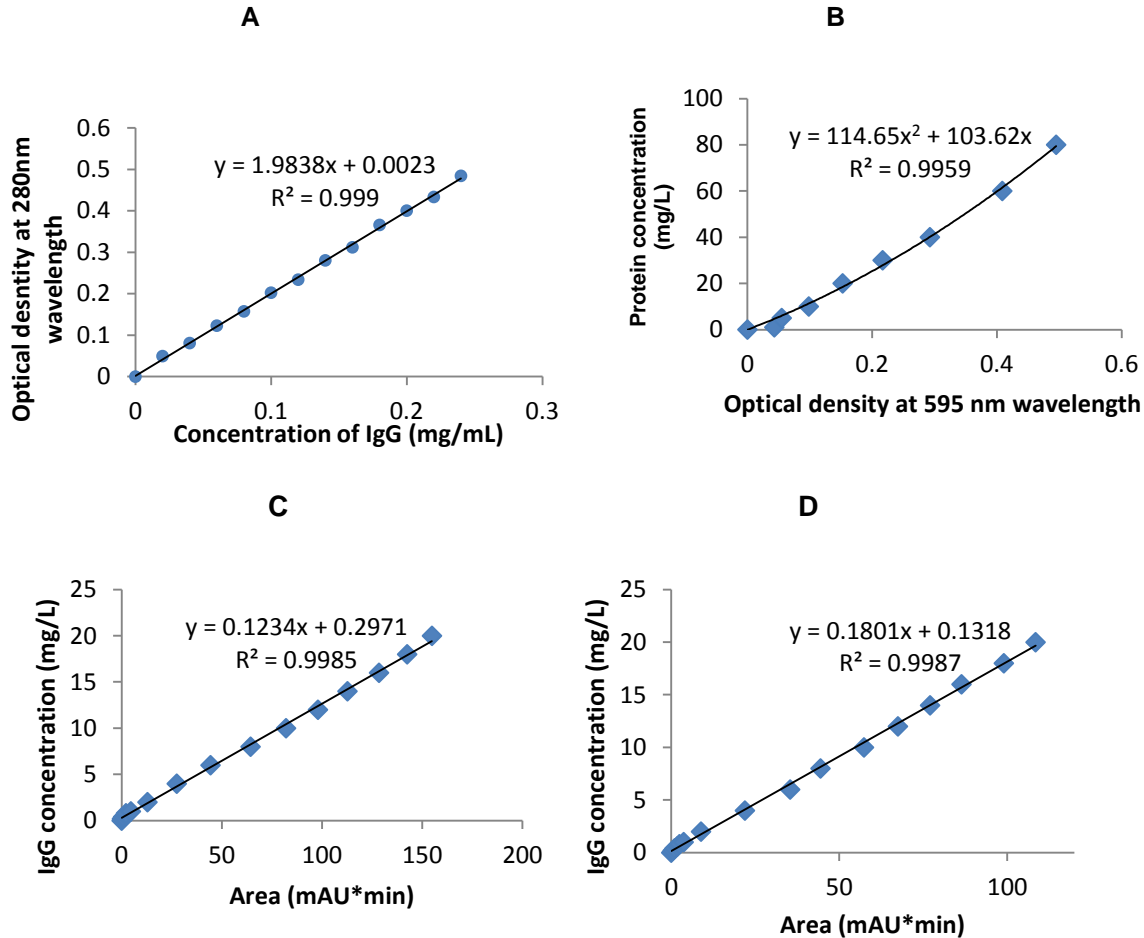 A
Optical desntity at 280nm
wavelength
0.6
0.5
0.4
0.3
0.2
0.1
0
y = 1.9838x + 0.0023
R² = 0.999
0
0.1
0.2
0.3
Concentration of IgG (mg/mL)
B
Protein concentration
(mg/L)
100
80
60
40
20
0
y = 114.65x² + 103.62x
R² = 0.9959
0
0.2
0.4
0.6
Optical density at 595 nm wavelength
C
IgG concentration (mg/L)
25
20
15
10
5
0
y = 0.1234x + 0.2971
R² = 0.9985
0
50
100
150
200
Area (mAU*min)
D
IgG concentration (mg/L)
25
20
15
10
5
0
y = 0.1801x + 0.1318
R² = 0.9987
0
50
100
Area (mAU*min)